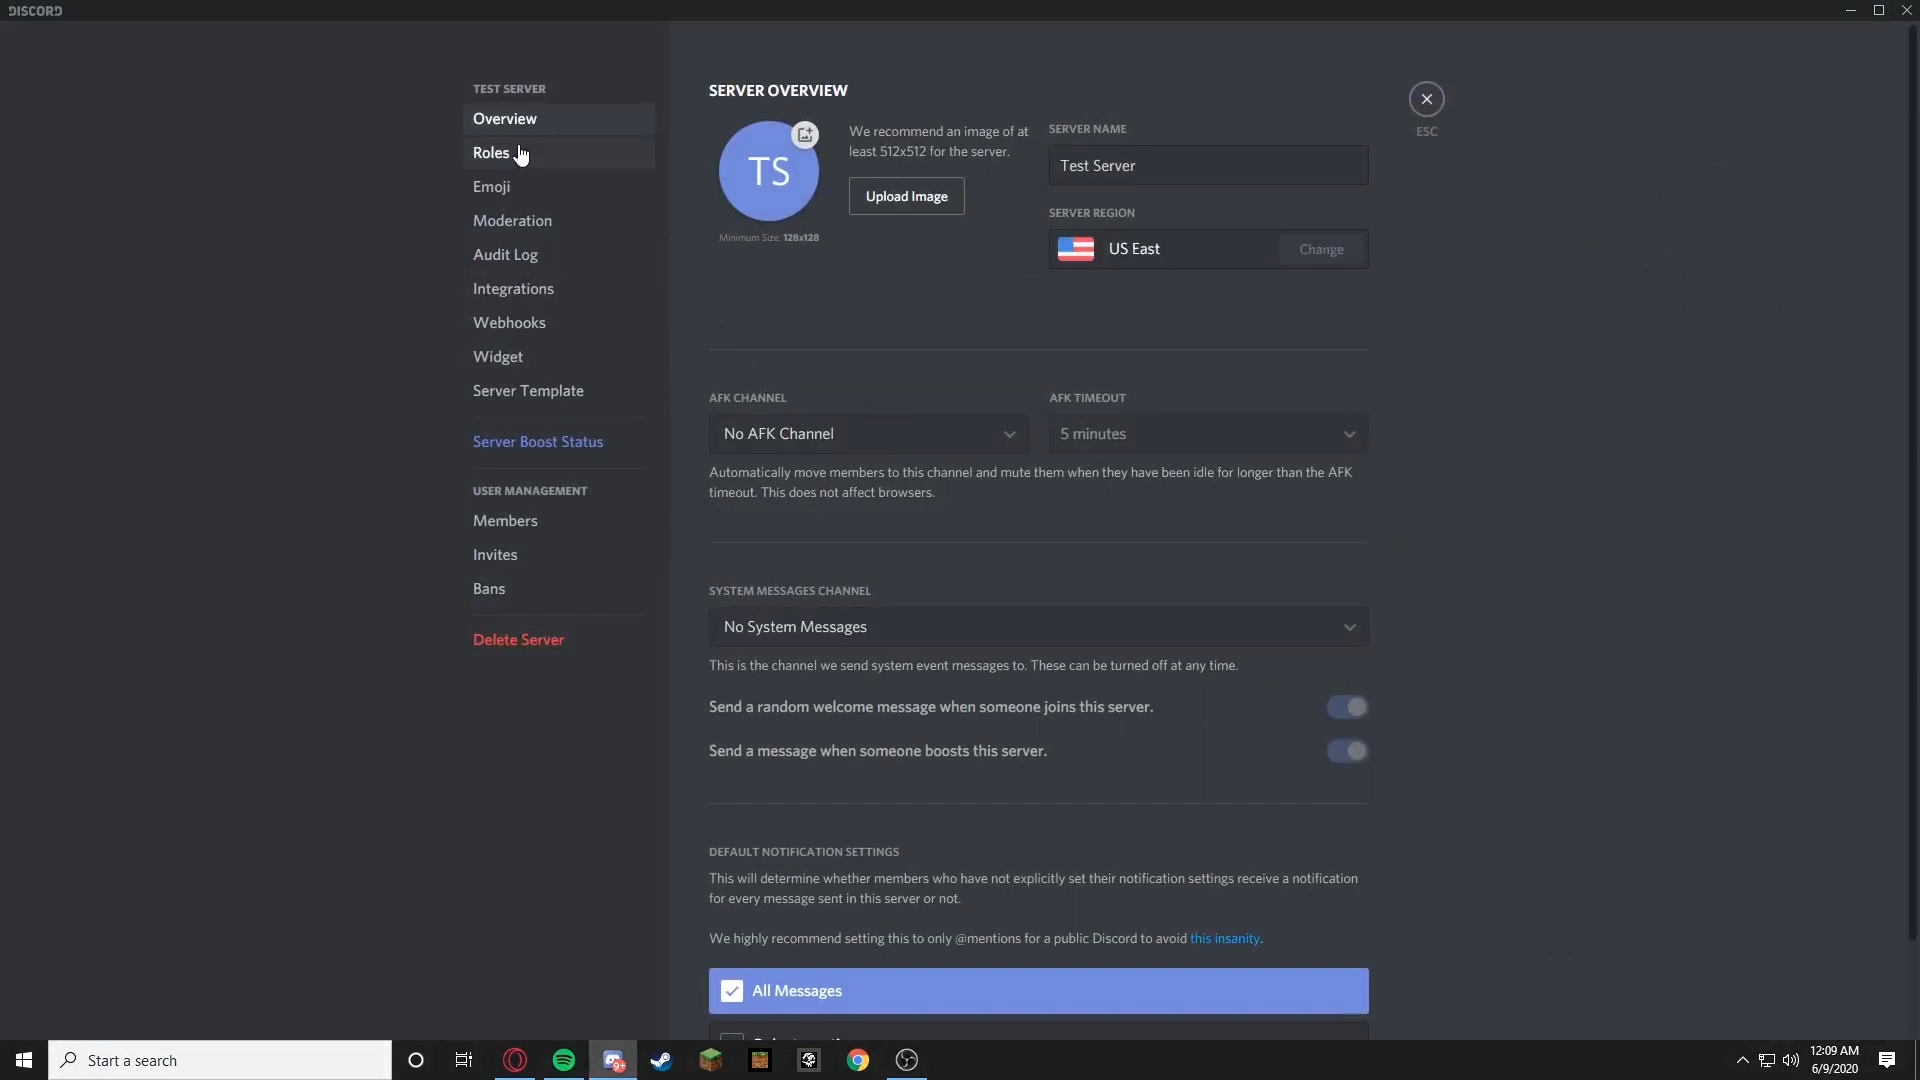 DISCORD
TEST SERVER
Overview
Roles
Emoji
Moderation
Audit Log
Integrations
Webhooks
Widget
Server Template
Server Boost Status
USER MANAGEMENT
Members
Invites
Bans
Delete Server
SERVER OVERVIEW
TS
Minimum Size: 128x128
We recommend an image of at
least 512x512 for the server.
Upload Image
SERVER NAME
Test Server
SERVER REGION
US East
Change
ESC
AFK CHANNEL
No AFK Channel
AFK TIMEOUT
5 minutes
Automatically move members to this channel and mute them when they have been idle for longer than the AFK
timeout. This does not affect browsers.
SYSTEM MESSAGES CHANNEL
No System Messages
This is the channel we send system event messages to. These can be turned off at any time.
Send a random welcome message when someone joins this server.
Send a message when someone boosts this server.
DEFAULT NOTIFICATION SETTINGS
This will determine whether members who have not explicitly set their notification settings receive a notification
for every message sent in this server or not.
We highly recommend setting this to only @mentions for a public Discord to avoid this insanity.
All Messages
Start a search
9+
12:09 AM
6/9/2020